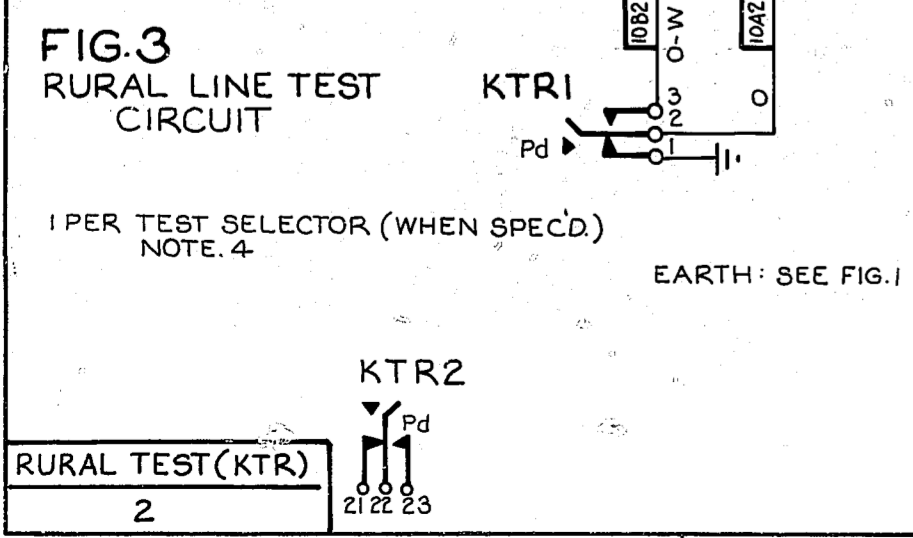 FIG.3
RURAL LINE TEST
CIRCUIT
10B2
O-W
10A2
O
KTR1
3
2
1
Pd
1 PER TEST SELECTOR (WHEN SPEC'D.)
NOTE. 4
EARTH: SEE FIG.1
KTR2
Pd
21 22 23
RURAL TEST (KTR)
2